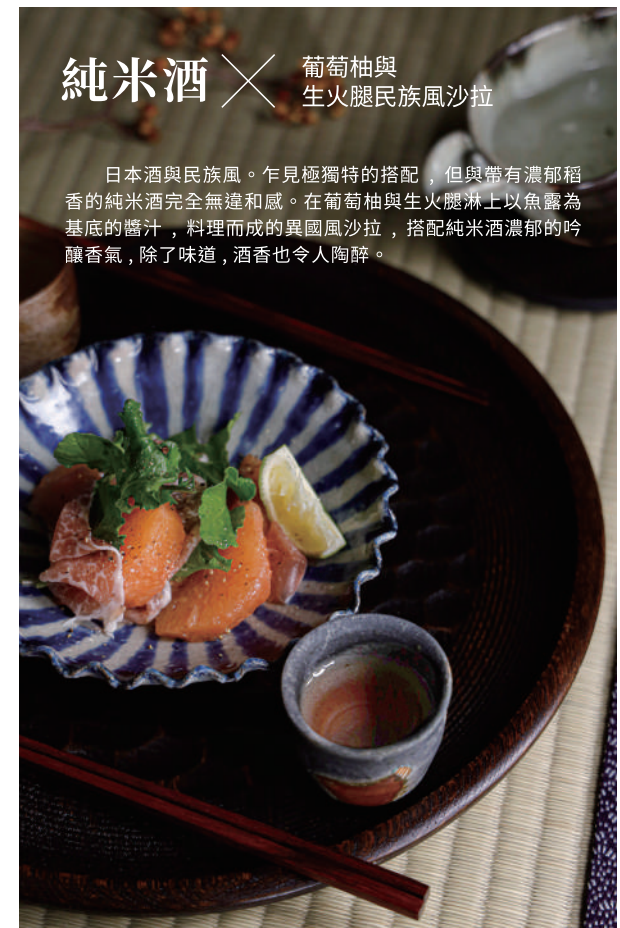 純米酒
葡萄柚與
生火腿民族風沙拉
日本酒與民族風。乍見極獨特的搭配，但與帶有濃郁稻
香的純米酒完全無違和感。在葡萄柚與生火腿淋上以魚露為
基底的醬汁，料理而成的異國風沙拉，搭配純米酒濃郁的吟
釀香氣，除了味道，酒香也令人陶醉。